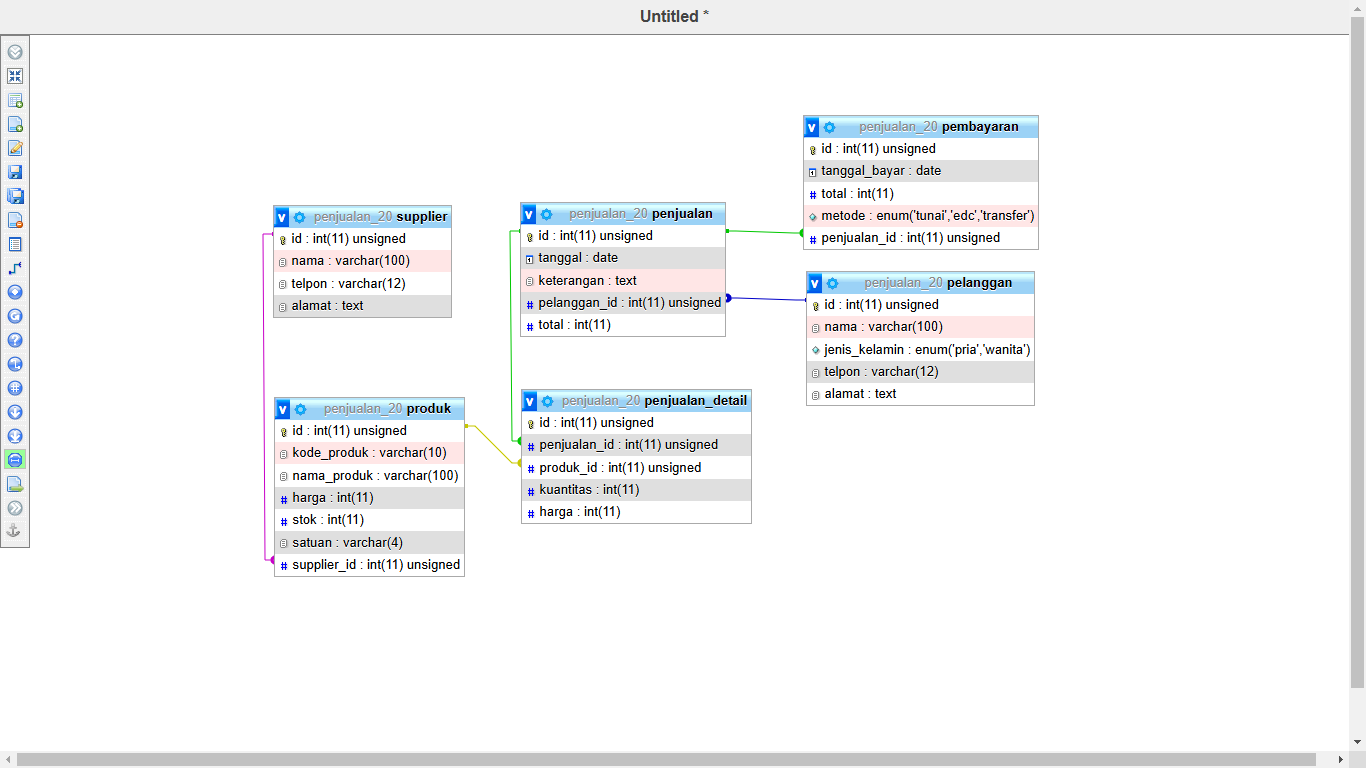 Untitled *
penjualan_20 supplier
id : int(11) unsigned
nama : varchar(100)
telpon : varchar(12)
alamat : text
penjualan_20 penjualan
id : int(11) unsigned
tanggal : date
keterangan : text
pelanggan_id : int(11) unsigned
total : int(11)
penjualan_20 pembayaran
id : int(11) unsigned
tanggal_bayar : date
total : int(11)
metode : enum('tunai','edc','transfer')
penjualan_id : int(11) unsigned
penjualan_20 pelanggan
id : int(11) unsigned
nama : varchar(100)
jenis_kelamin : enum('pria','wanita')
telpon : varchar(12)
alamat : text
penjualan_20 produk
id : int(11) unsigned
kode_produk : varchar(10)
nama_produk : varchar(100)
harga : int(11)
stok : int(11)
satuan : varchar(4)
supplier_id : int(11) unsigned
penjualan_20 penjualan_detail
id : int(11) unsigned
penjualan_id : int(11) unsigned
produk_id : int(11) unsigned
kuantitas : int(11)
harga : int(11)